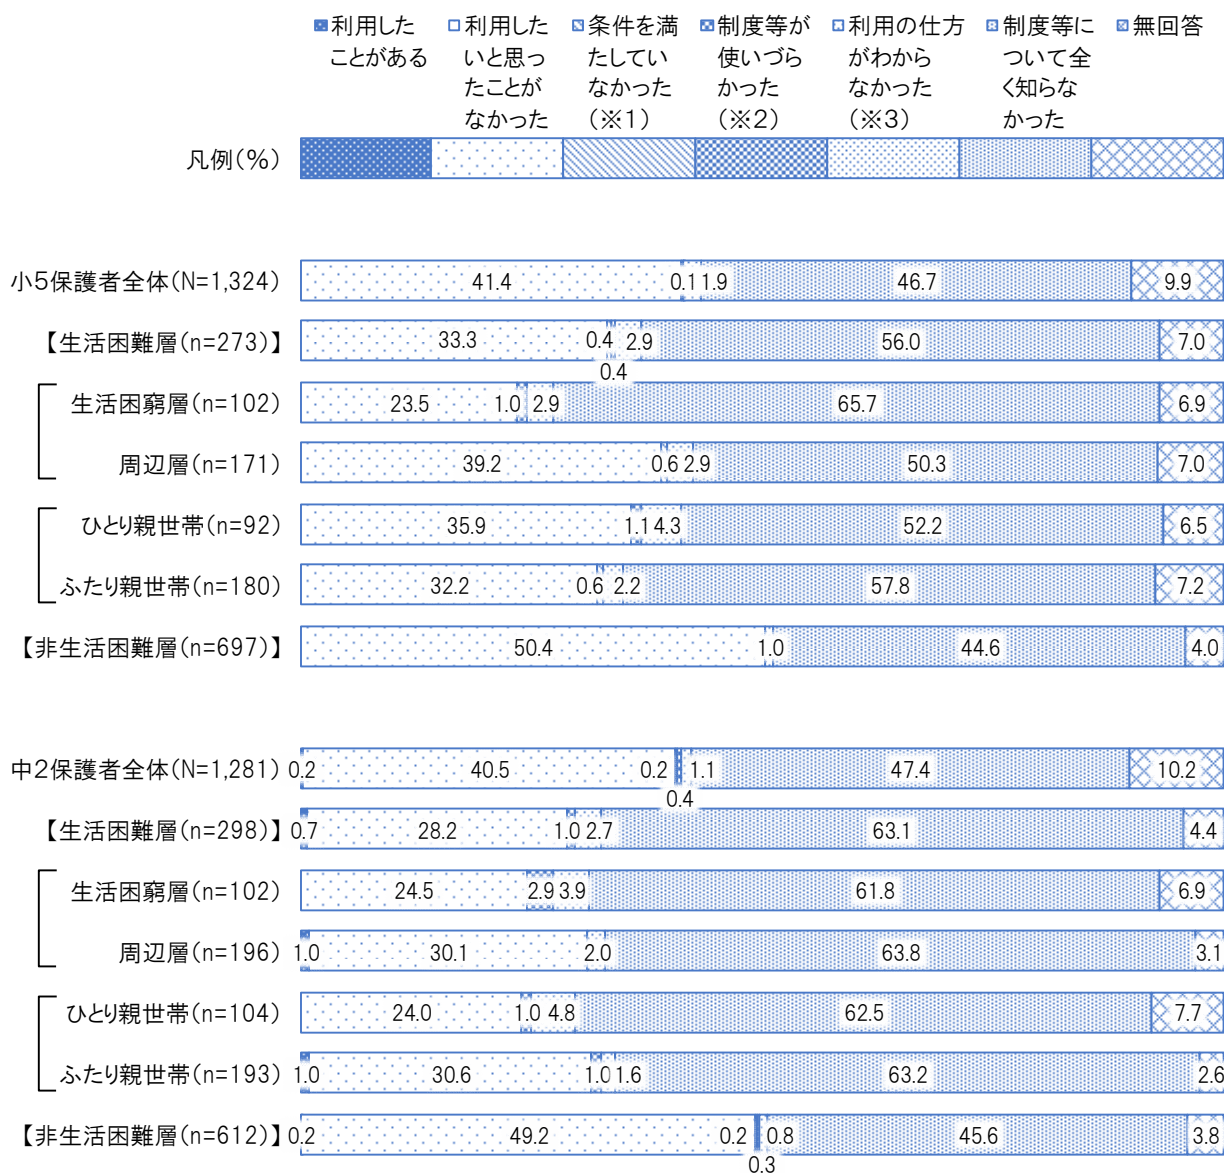 利用した 利用した 条件を満 制度等が 利用の仕方 制度等に 無回答
ことがある いと思っ たしてい 使いづら がわから ついて全
たことが なかった かった なかった く知らな
なかった (※1) (※2) (※3) かった
凡例(%)
小5保護者全体(N=1,324) 41.4 0.1 1.9 46.7 9.9
【生活困難層(n=273)】 33.3 0.4 2.9 56.0 7.0
0.4
生活困窮層(n=102) 23.5 1.0 2.9 65.7 6.9
周辺層(n=171) 39.2 0.6 2.9 50.3 7.0
ひとり親世帯(n=92) 35.9 1.1 4.3 52.2 6.5
ふたり親世帯(n=180) 32.2 0.6 2.2 57.8 7.2
【非生活困難層(n=697)】 50.4 1.0 44.6 4.0
中2保護者全体(N=1,281) 0.2 40.5 0.2 1.1 47.4 10.2
0.4
【生活困難層(n=298)】 0.7 28.2 1.0 2.7 63.1 4.4
生活困窮層(n=102) 24.5 2.9 3.9 61.8 6.9
周辺層(n=196) 1.0 30.1 2.0 63.8 3.1
ひとり親世帯(n=104) 24.0 1.0 4.8 62.5 7.7
ふたり親世帯(n=193) 1.0 30.6 1.0 1.6 63.2 2.6
【非生活困難層(n=612)】 0.2 49.2 0.2 0.8 45.6 3.8
0.3